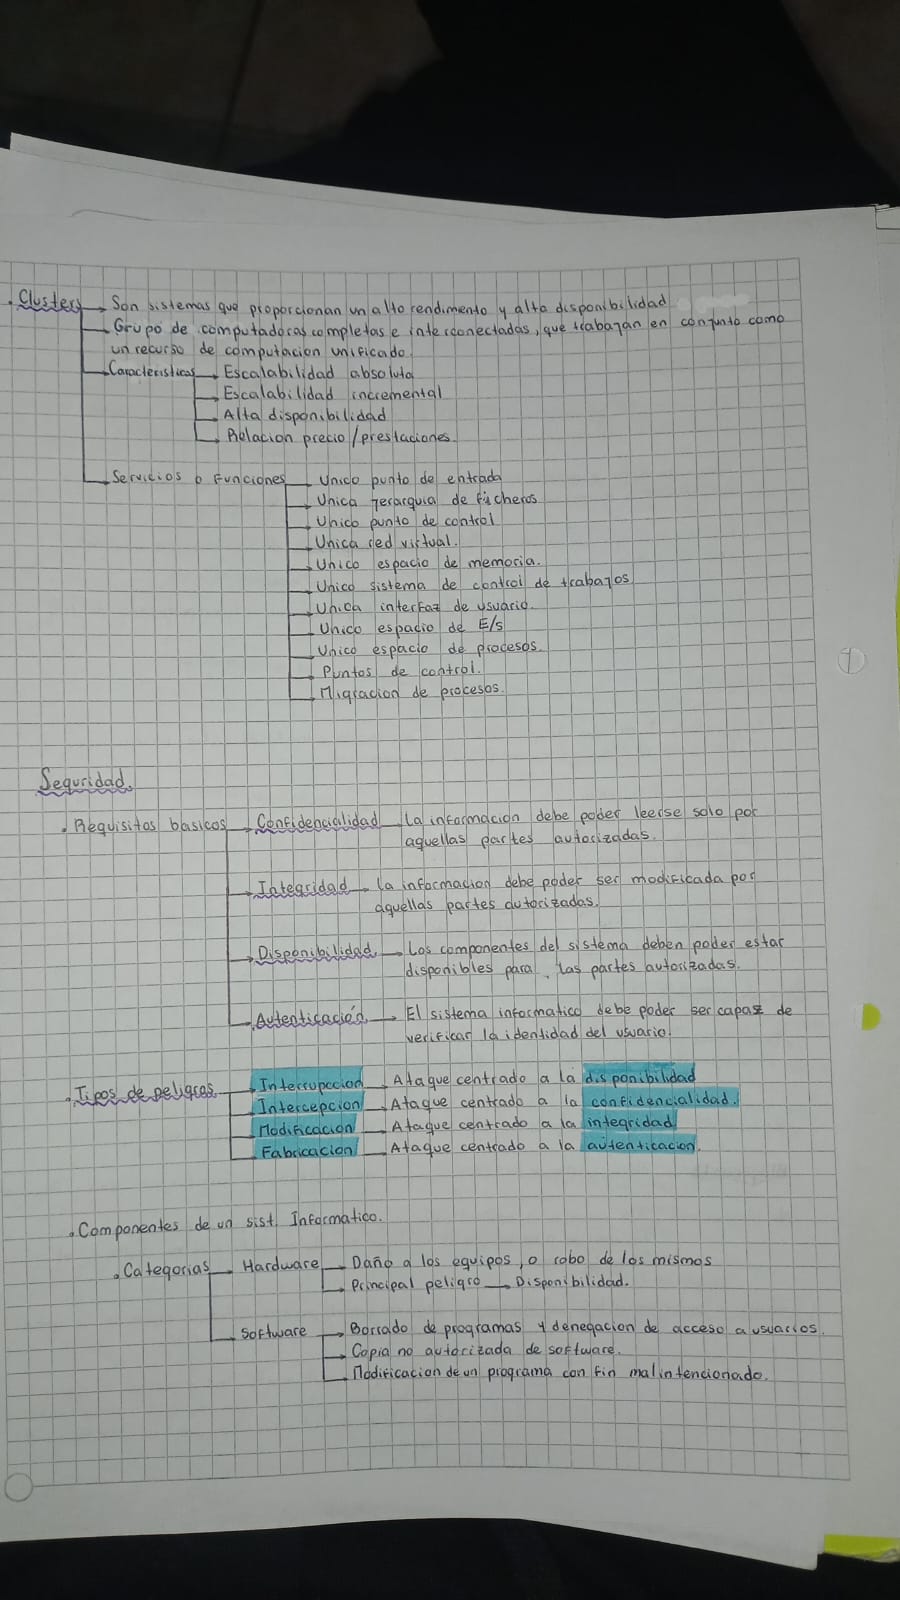 . Clusters → Son sistemas que proporcionan un alto rendimiento y alta disponibilidad
→ Grupo de computadoras completas e interconectadas, que trabajan en conjunto como
un recurso de computacion unificado.
→ Caracteristicas → Escalabilidad absoluta
→ Escalabilidad incremental
→ Alta disponibilidad
→ Relacion precio/prestaciones.
→ Servicios o Funciones → Unico punto de entrada
→ Unica jerarquia de ficheros
→ Unico punto de control
→ Unica red virtual.
→ Unico espacio de memoria.
→ Unico sistema de control de trabajos
→ Unica interfaz de usuario.
→ Unico espacio de E/s
→ Unico espacio de procesos.
→ Puntos de control.
→ Migracion de procesos.
Seguridad.
. Requisitos basicos → Confidencialidad → La informacion debe poder leerse solo por
aquellas partes autorizadas.
→ Integridad → la informacion debe poder ser modificada por
aquellas partes autorizadas.
→ Disponibilidad → Los componentes del sistema deben poder estar
disponibles para las partes autorizadas.
→ Autenticación → El sistema informatico debe poder ser capaz de
verificar la identidad del usuario.
. Tipos de peligros → Interrupccion → Ataque centrado a la disponibilidad
→ Intercepcion → Ataque centrado a la confidencialidad.
→ Modificacion → Ataque centrado a la integridad
→ Fabricacion → Ataque centrado a la autenticacion.
. Componentes de un sist. Informatico.
. Categorias → Hardware → Daño a los equipos, o robo de los mismos
→ Principal peligro → Disponibilidad.
→ Software → Borrado de programas y denegacion de acceso a usuarios.
→ Copia no autorizada de software.
→ Modificacion de un programa con fin malintencionado.